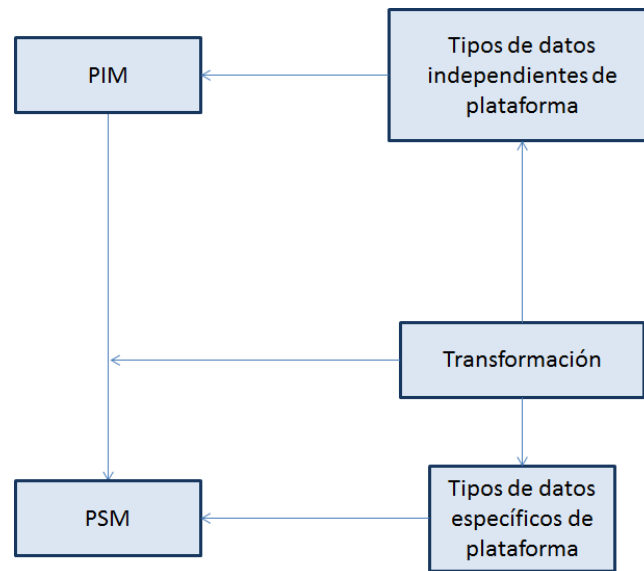 PIM
Tipos de datos
independientes de
plataforma
Transformación
PSM
Tipos de datos
específicos de
plataforma